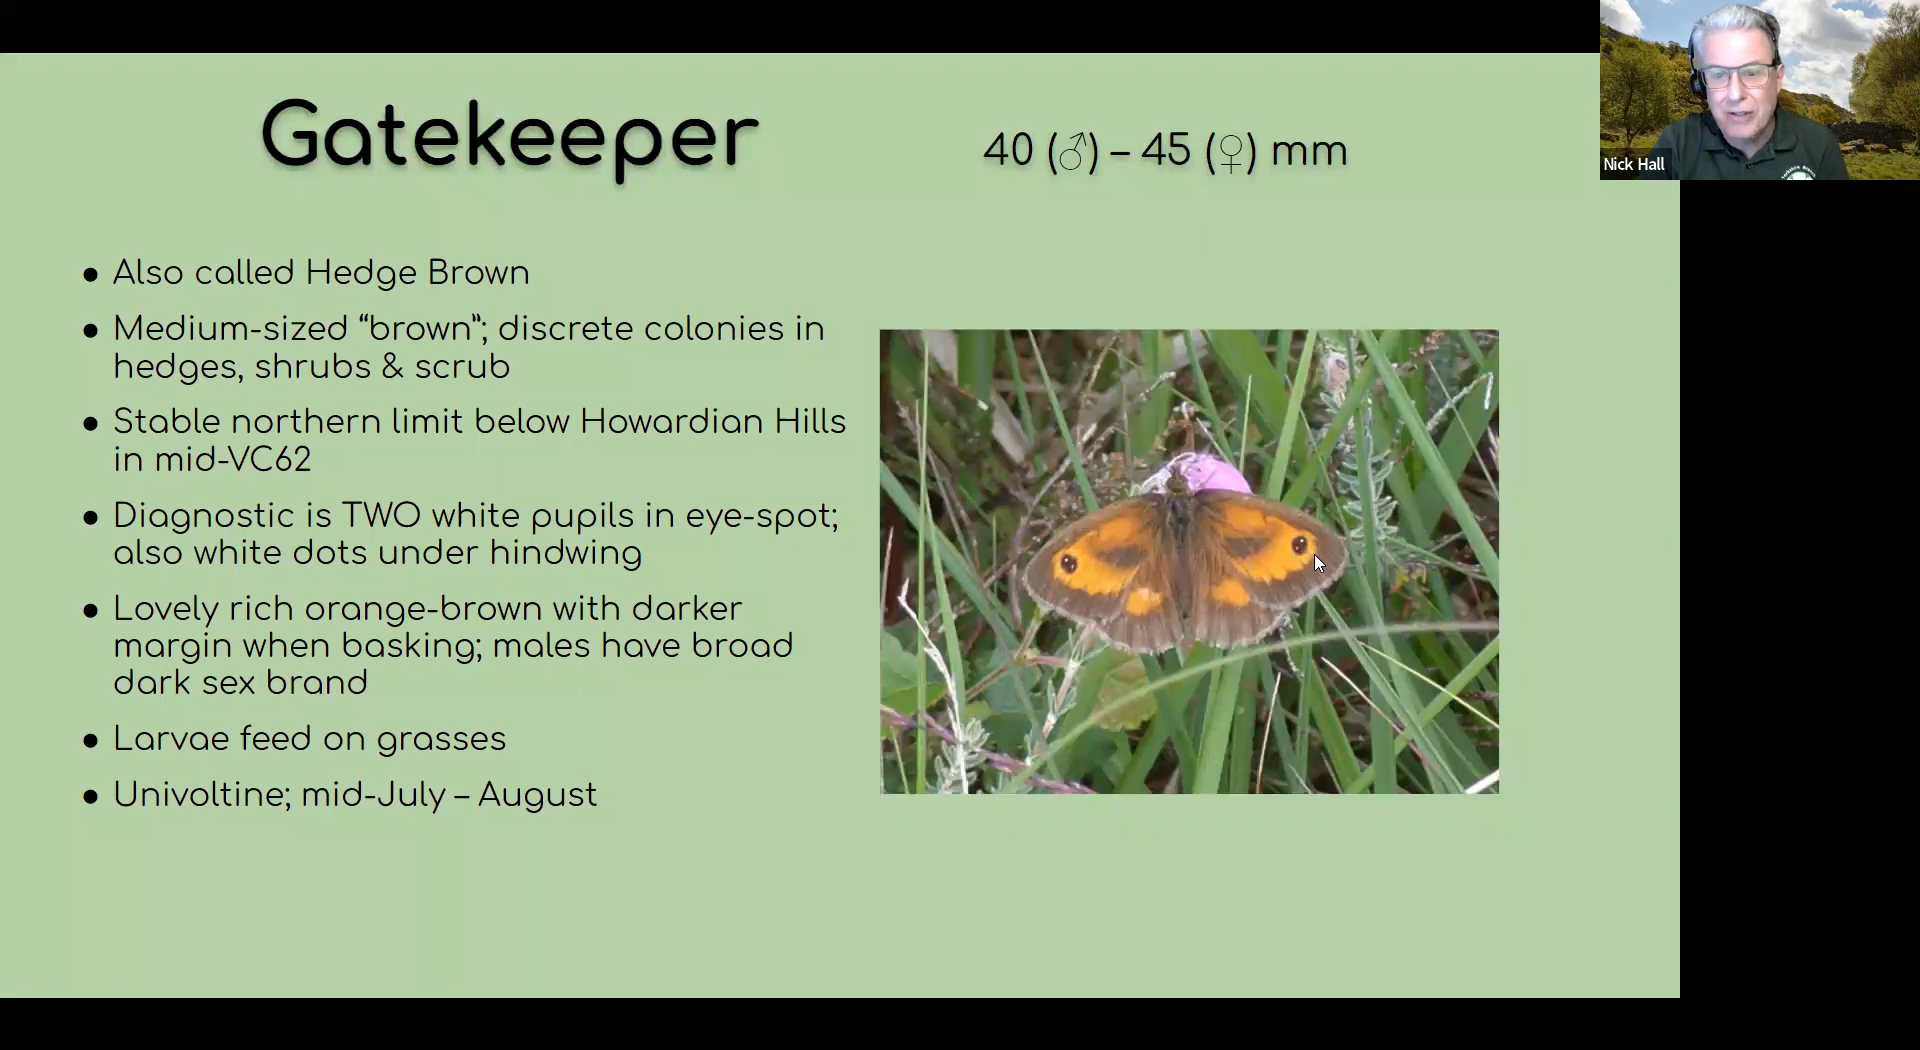 Gatekeeper
40 (♂) – 45 (♀) mm
Nick Hall
● Also called Hedge Brown
● Medium-sized “brown”; discrete colonies in
hedges, shrubs & scrub
● Stable northern limit below Howardian Hills
in mid-VC62
● Diagnostic is TWO white pupils in eye-spot;
also white dots under hindwing
● Lovely rich orange-brown with darker
margin when basking; males have broad
dark sex brand
● Larvae feed on grasses
● Univoltine; mid-July – August